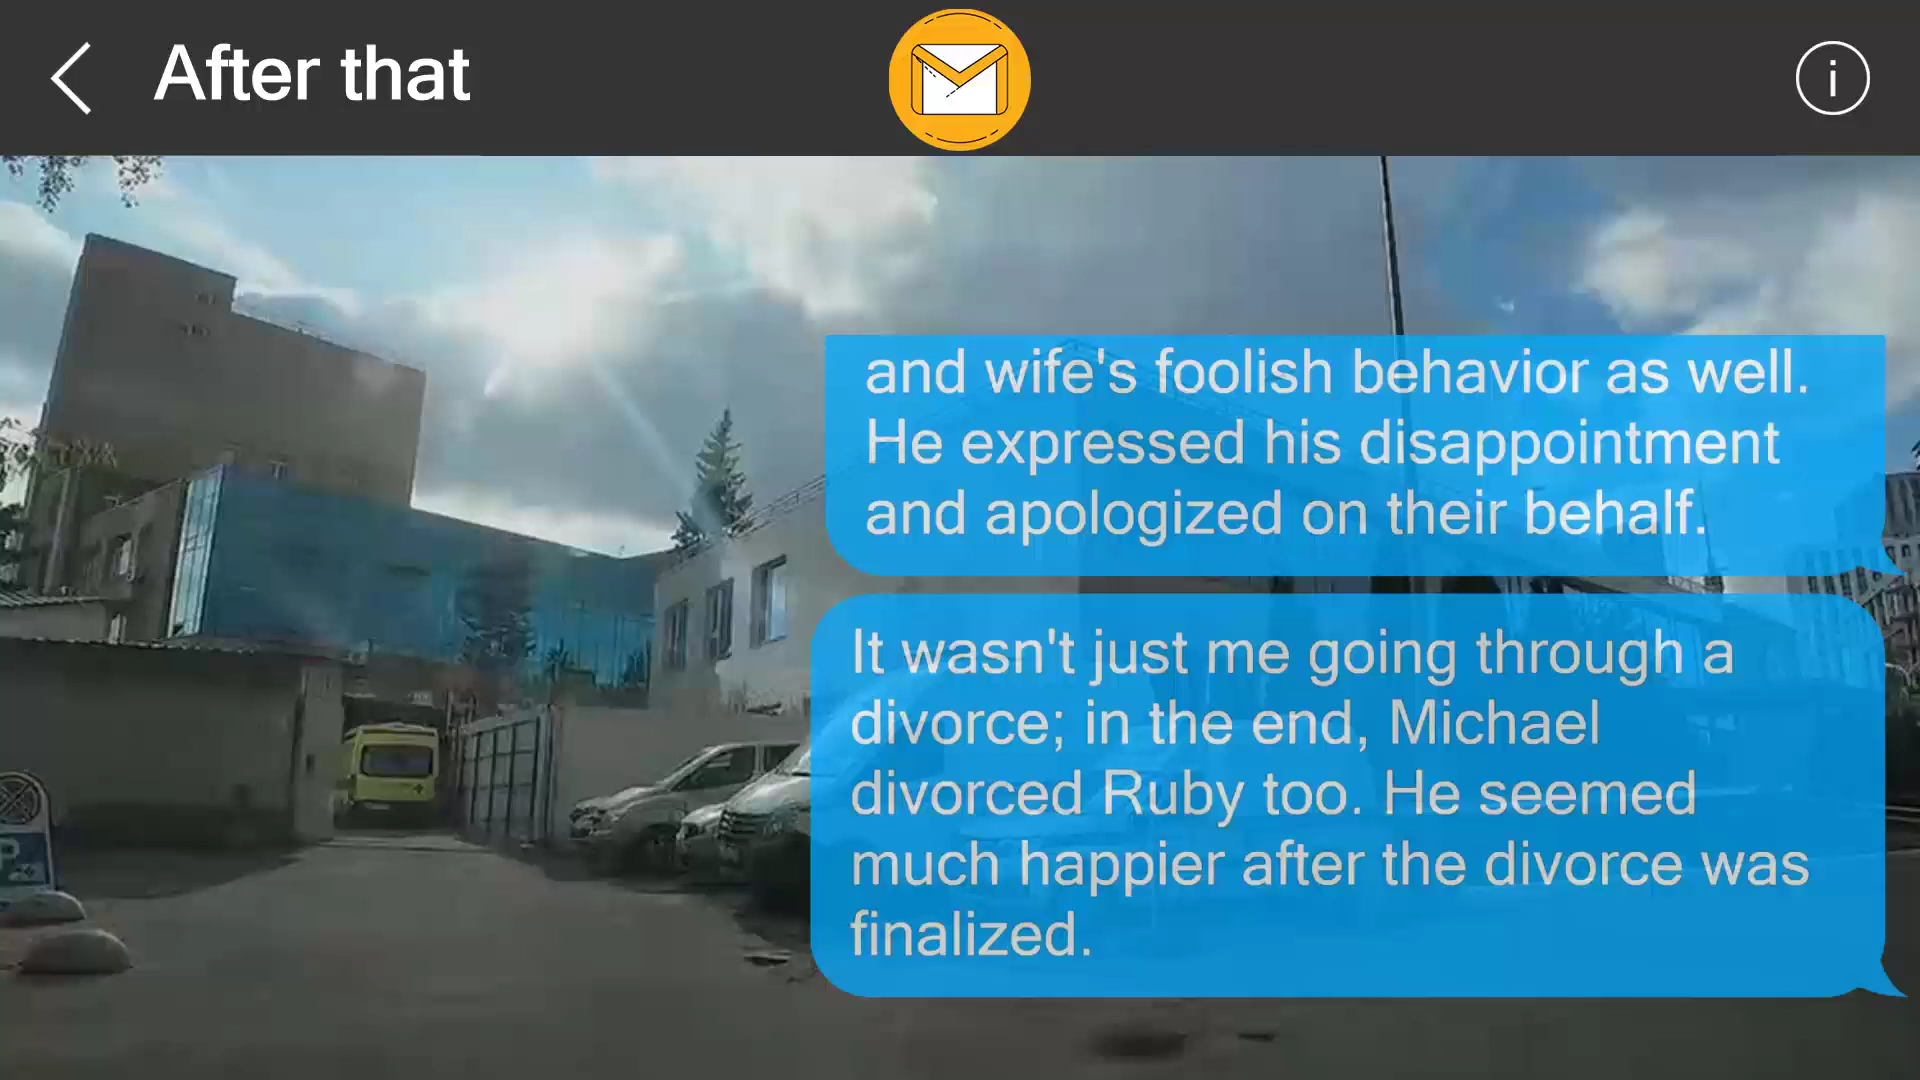 After that
and wife's foolish behavior as well.
He expressed his disappointment
and apologized on their behalf.
It wasn't just me going through a
divorce; in the end, Michael
divorced Ruby too. He seemed
much happier after the divorce was
finalized.